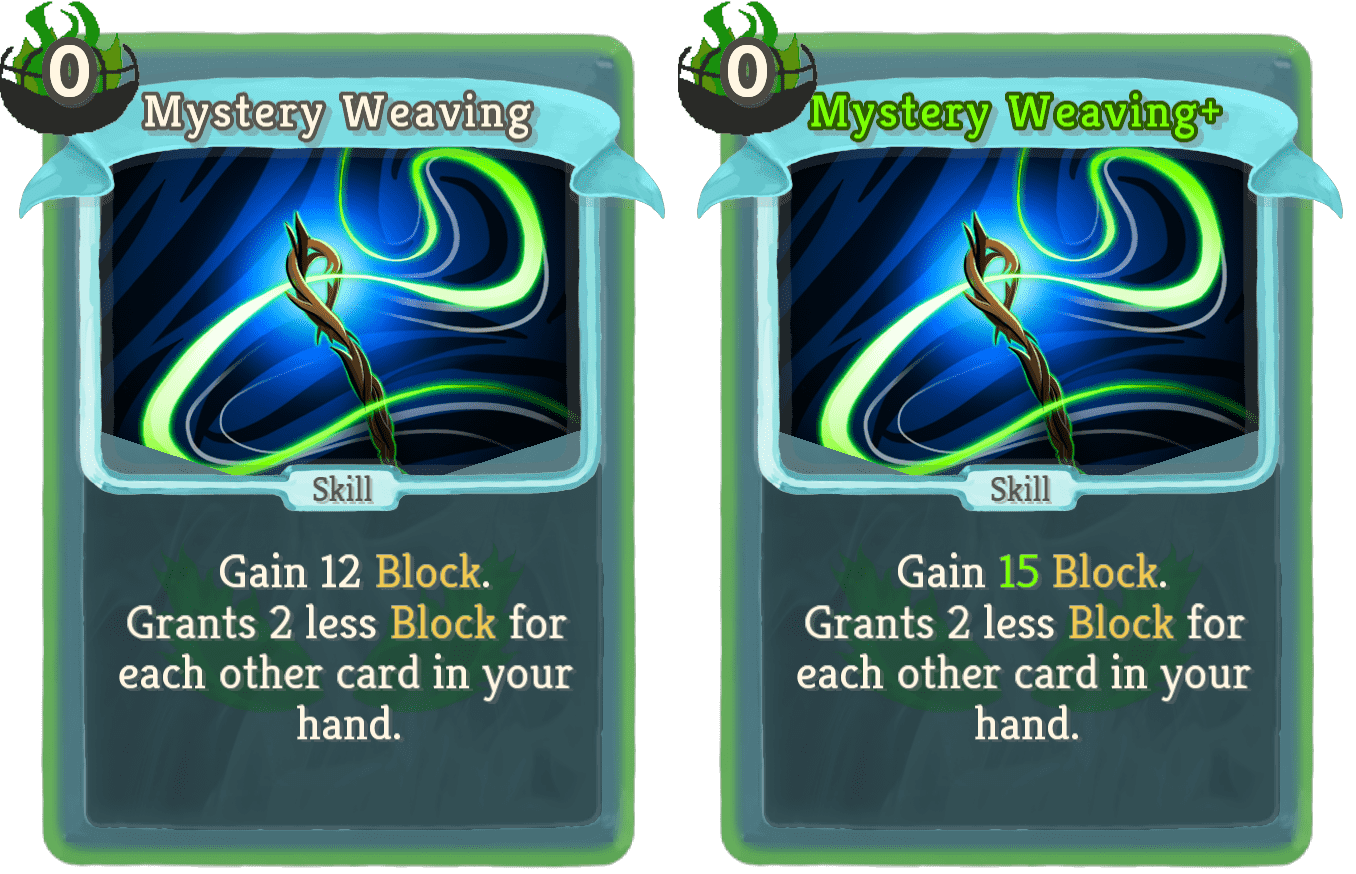 0
Mystery Weaving
Skill
Gain 12 Block.
Grants 2 less Block for
each other card in your
hand.
0
Mystery Weaving+
Skill
Gain 15 Block.
Grants 2 less Block for
each other card in your
hand.